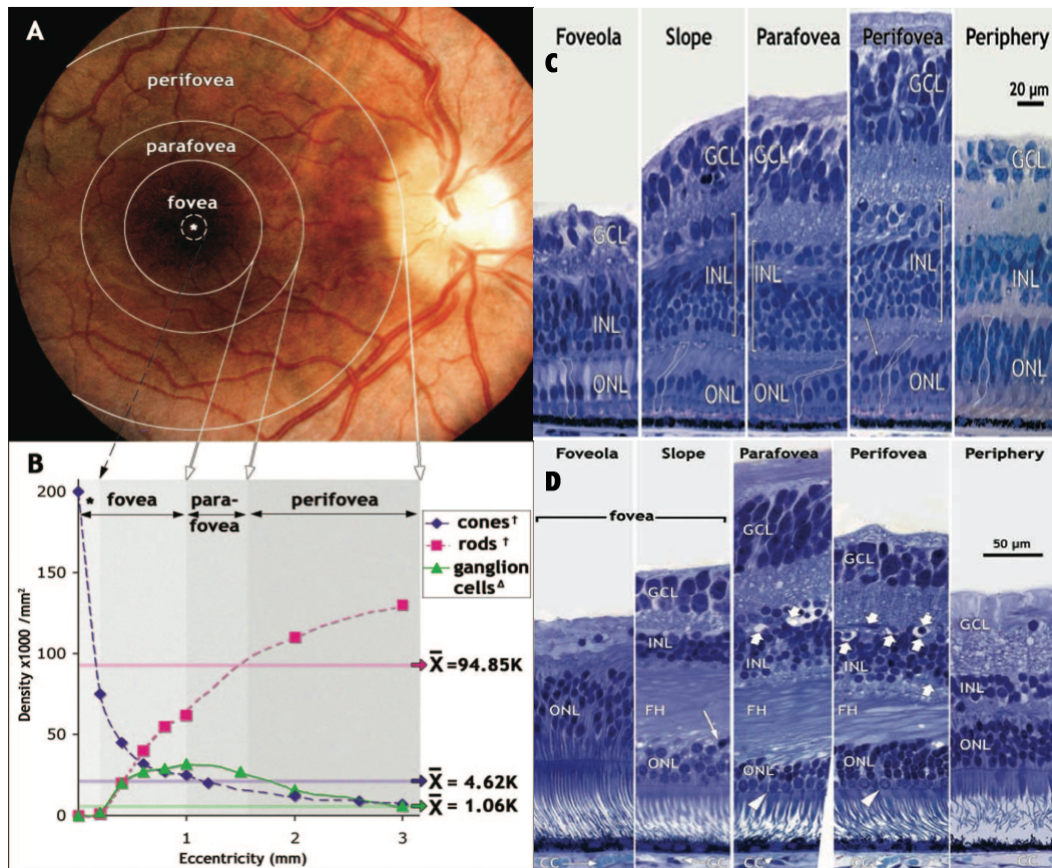 A
perifovea
parafovea
fovea
*
B
200
150
100
50
0
Density x1000 /mm²
1
2
3
Eccentricity (mm)
*
fovea
para-
fovea
perifovea
cones†
rods †
ganglion
cellsΔ
X̄ =94.85K
X̄ =4.62K
X̄ =1.06K
C
Foveola
Slope
Parafovea
Perifovea
Periphery
20 µm
GCL
INL
ONL
GCL
INL
ONL
GCL
INL
ONL
GCL
INL
ONL
GCL
INL
ONL
D
Foveola
Slope
Parafovea
Perifovea
Periphery
fovea
50 µm
ONL
GCL
INL
ONL
GCL
INL
FH
ONL
GCL
INL
FH
ONL
GCL
INL
ONL
CC
CC
CC
CC